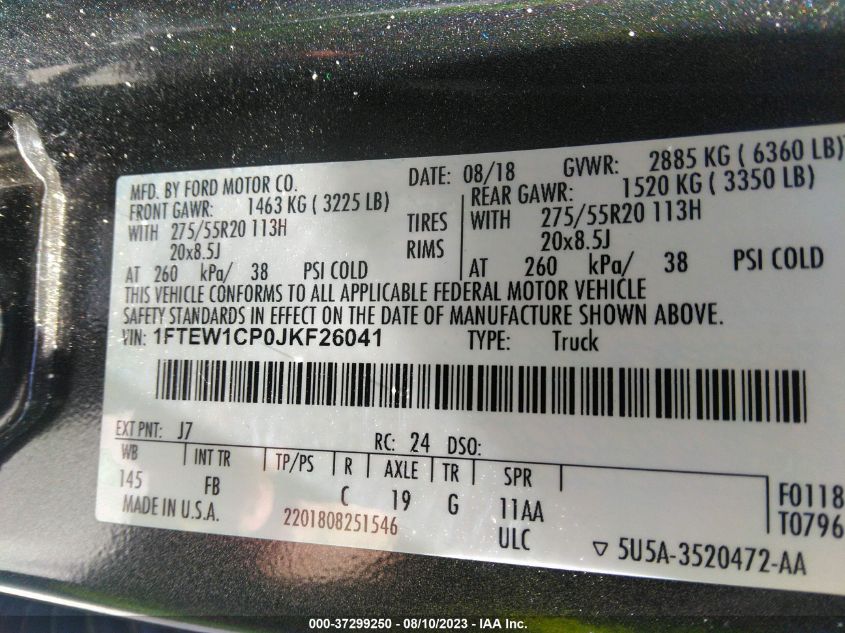 MFD. BY FORD MOTOR CO. DATE: 08/18 GVWR: 2885 KG ( 6360 LB)
FRONT GAWR: 1463 KG ( 3225 LB) REAR GAWR: 1520 KG ( 3350 LB)
WITH 275/55R20 113H TIRES WITH 275/55R20 113H
20x8.5J RIMS 20x8.5J
AT 260 kPa/ 38 PSI COLD AT 260 kPa/ 38 PSI COLD
THIS VEHICLE CONFORMS TO ALL APPLICABLE FEDERAL MOTOR VEHICLE
SAFETY STANDARDS IN EFFECT ON THE DATE OF MANUFACTURE SHOWN ABOVE.
VIN: 1FTEW1CP0JKF26041 TYPE: Truck
EXT PNT: J7 RC: 24 DSO:
WB INT TR TP/PS R AXLE TR SPR
145 FB C 19 G 11AA F0118
MADE IN U.S.A. 2201808251546 ULC T0796
▽ 5U5A-3520472-AA
000-37299250 - 08/10/2023 - IAA Inc.